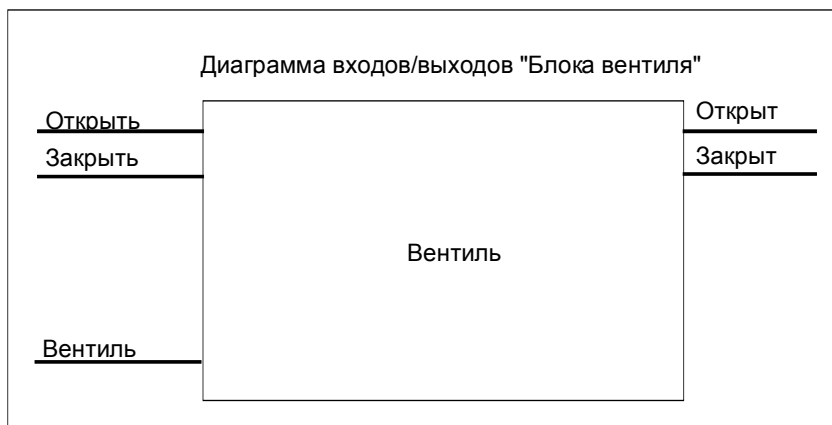 Диаграмма входов/выходов "Блока вентиля"
Открыть
Закрыть
Вентиль
Вентиль
Открыт
Закрыт